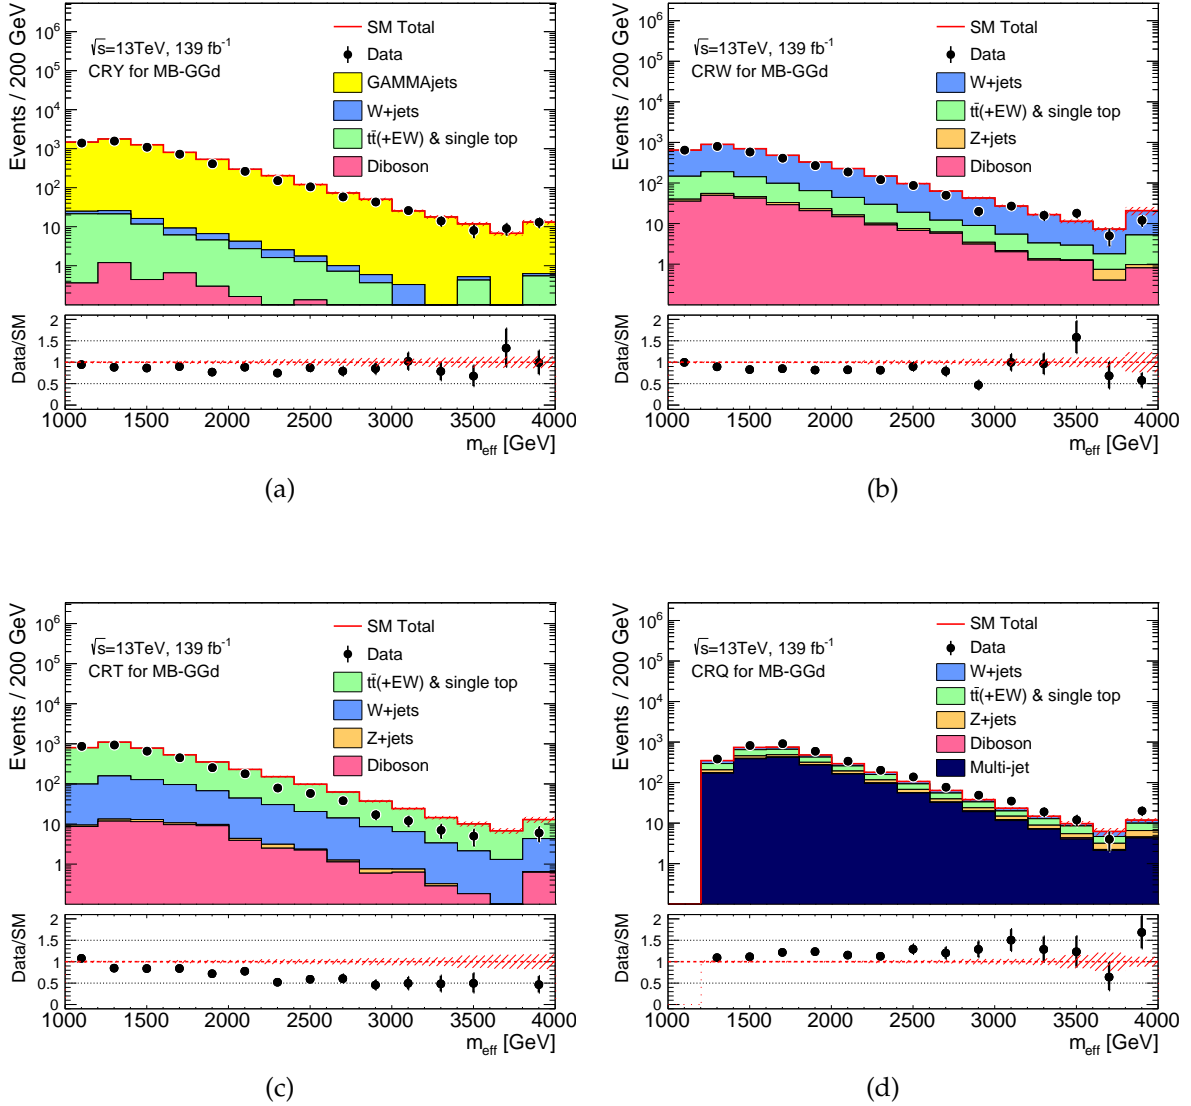 SM Total
√s=13TeV, 139 fb⁻¹
Data
CRY for MB-GGd
GAMMAjets
W+jets
tt̄(+EW) & single top
Diboson
Events / 200 GeV
10⁶
10⁵
10⁴
10³
10²
10
1
Data/SM
2
1.5
1
0.5
0
1000 1500 2000 2500 3000 3500 4000
m_eff [GeV]
(a)
SM Total
√s=13TeV, 139 fb⁻¹
Data
CRW for MB-GGd
W+jets
tt̄(+EW) & single top
Z+jets
Diboson
Events / 200 GeV
10⁶
10⁵
10⁴
10³
10²
10
1
Data/SM
2
1.5
1
0.5
0
1000 1500 2000 2500 3000 3500 4000
m_eff [GeV]
(b)
SM Total
√s=13TeV, 139 fb⁻¹
Data
CRT for MB-GGd
tt̄(+EW) & single top
W+jets
Z+jets
Diboson
Events / 200 GeV
10⁶
10⁵
10⁴
10³
10²
10
1
Data/SM
2
1.5
1
0.5
0
1000 1500 2000 2500 3000 3500 4000
m_eff [GeV]
(c)
SM Total
√s=13TeV, 139 fb⁻¹
Data
CRQ for MB-GGd
W+jets
tt̄(+EW) & single top
Z+jets
Diboson
Multi-jet
Events / 200 GeV
10⁶
10⁵
10⁴
10³
10²
10
1
Data/SM
2
1.5
1
0.5
0
1000 1500 2000 2500 3000 3500 4000
m_eff [GeV]
(d)